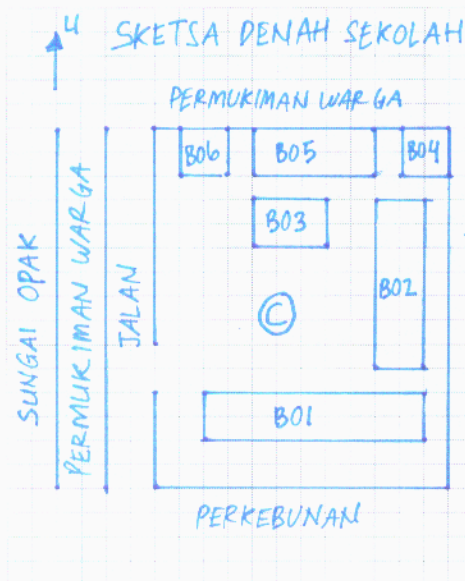 U
SKETSA DENAH SEKOLAH
PERMUKIMAN WARGA
B06
B05
B04
B03
B02
SUNGAI OPAK
PERMUKIMAN WARGA
JALAN
C
B01
PERKEBUNAN